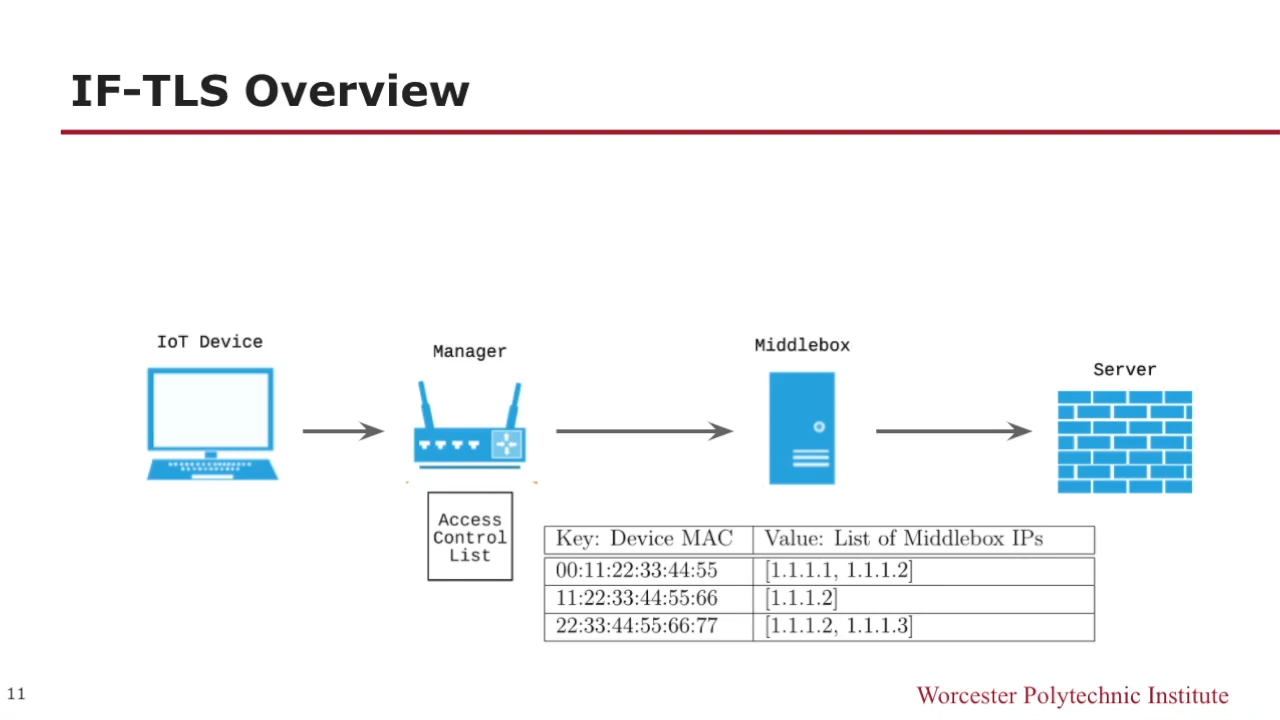 IF-TLS Overview
IoT Device
Manager
Middlebox
Server
Access
Control
List
Key: Device MAC Value: List of Middlebox IPs
00:11:22:33:44:55 [1.1.1.1, 1.1.1.2]
11:22:33:44:55:66 [1.1.1.2]
22:33:44:55:66:77 [1.1.1.2, 1.1.1.3]
11
Worcester Polytechnic Institute